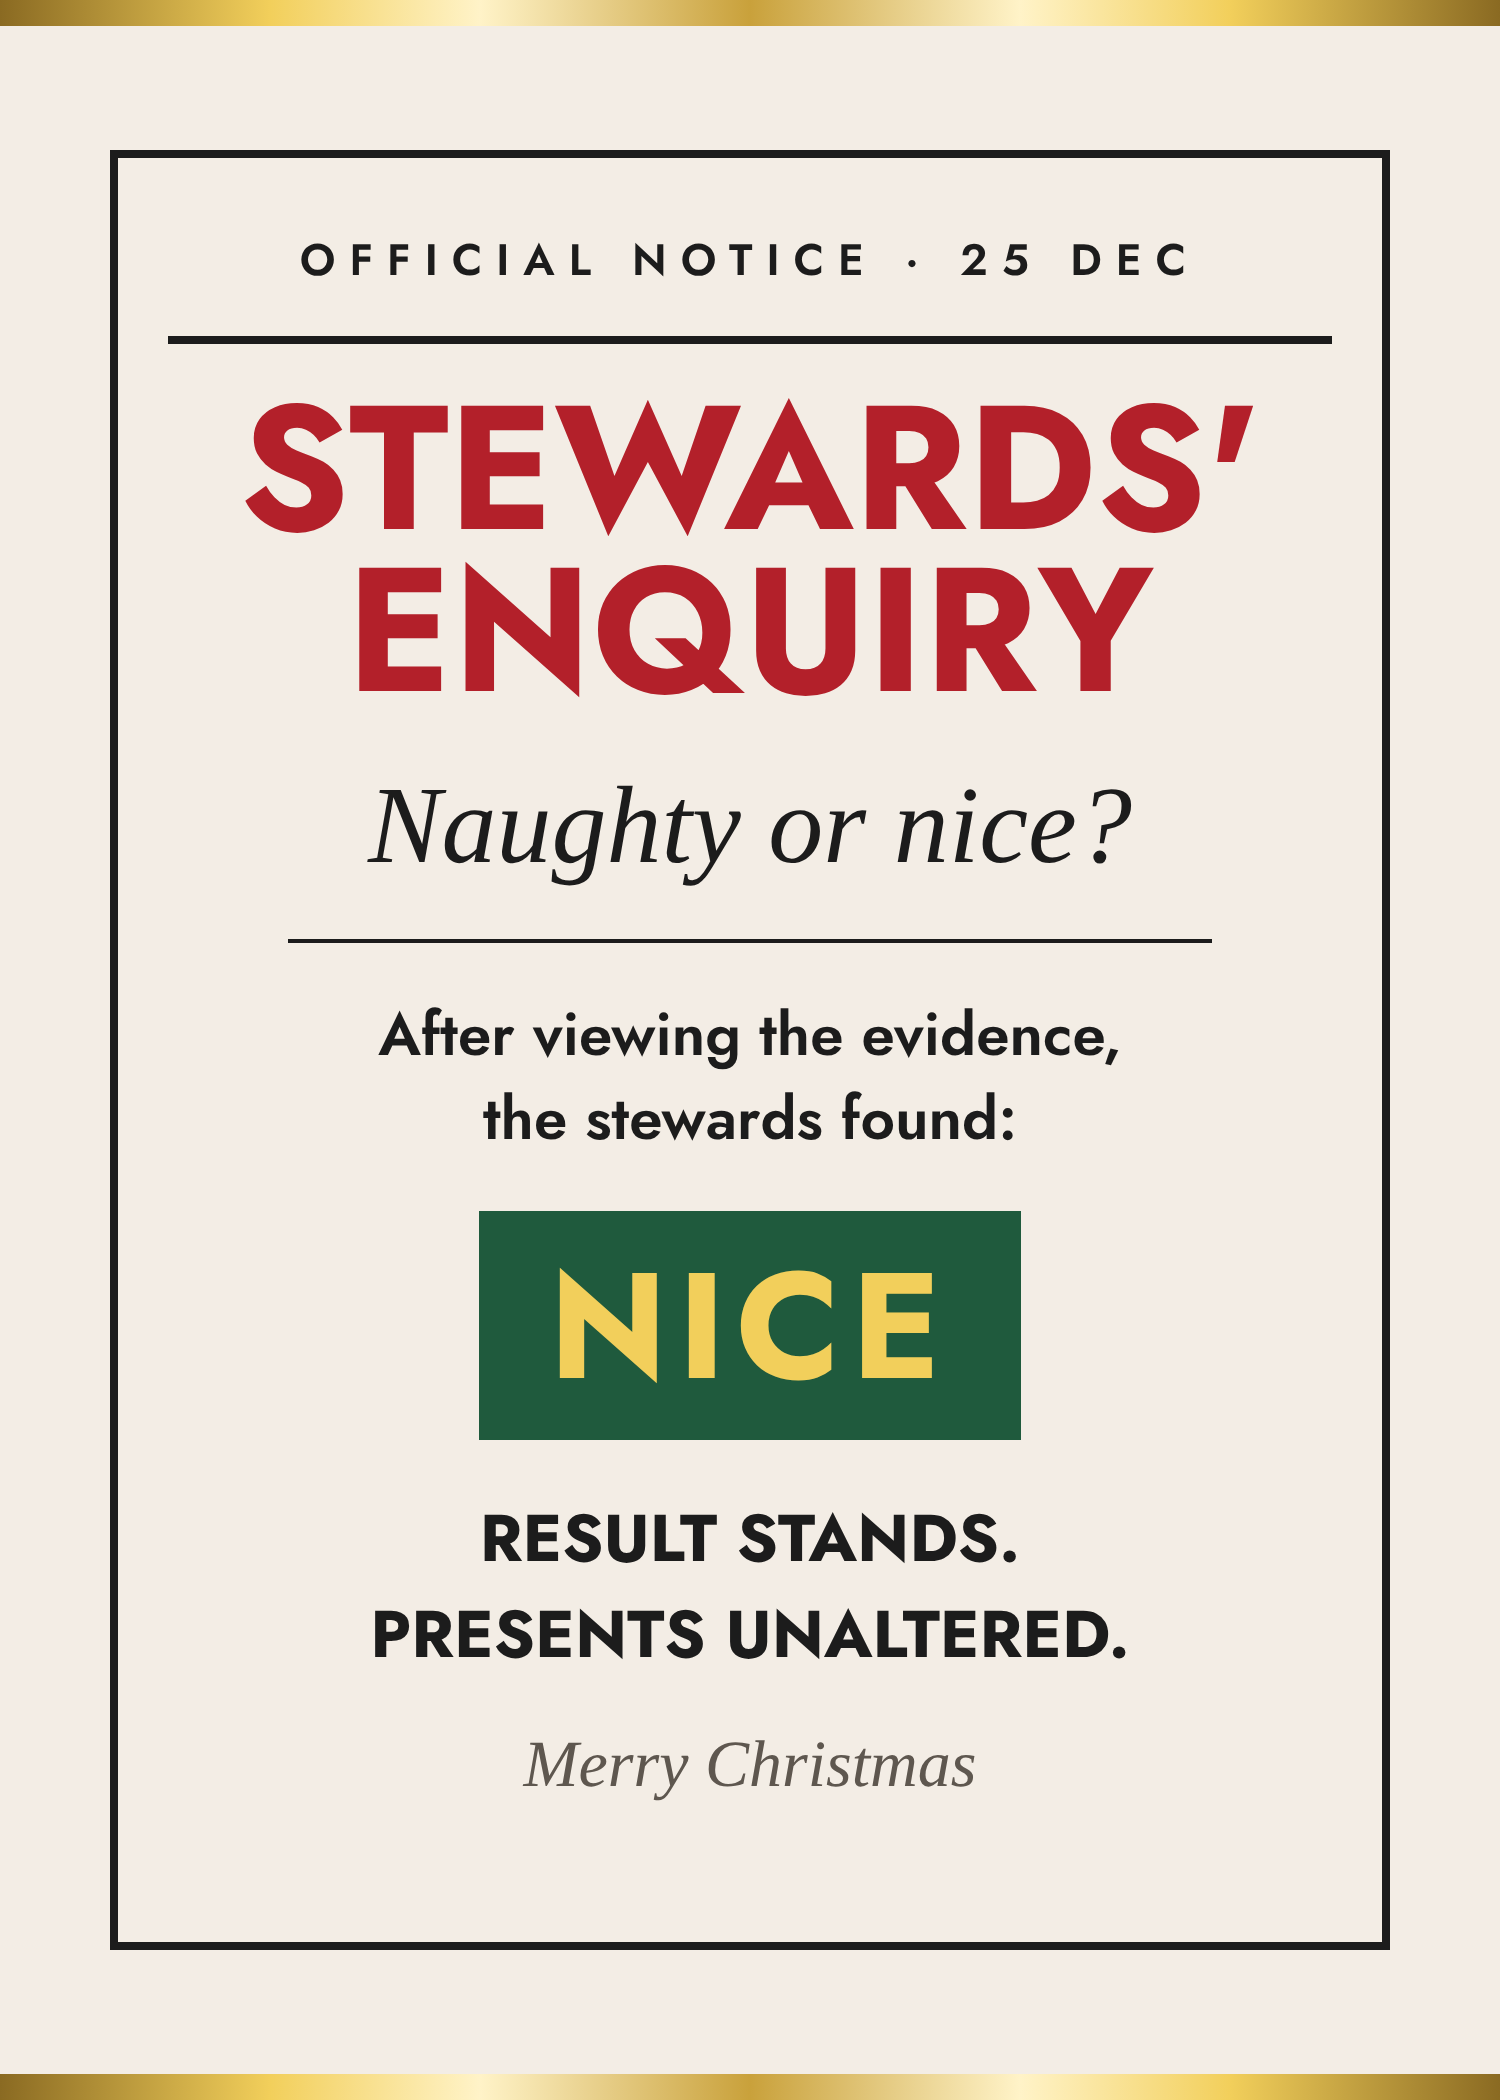 OFFICIAL NOTICE · 25 DEC
STEWARDS'
ENQUIRY
Naughty or nice?
After viewing the evidence,
the stewards found:
NICE
RESULT STANDS.
PRESENTS UNALTERED.
Merry Christmas